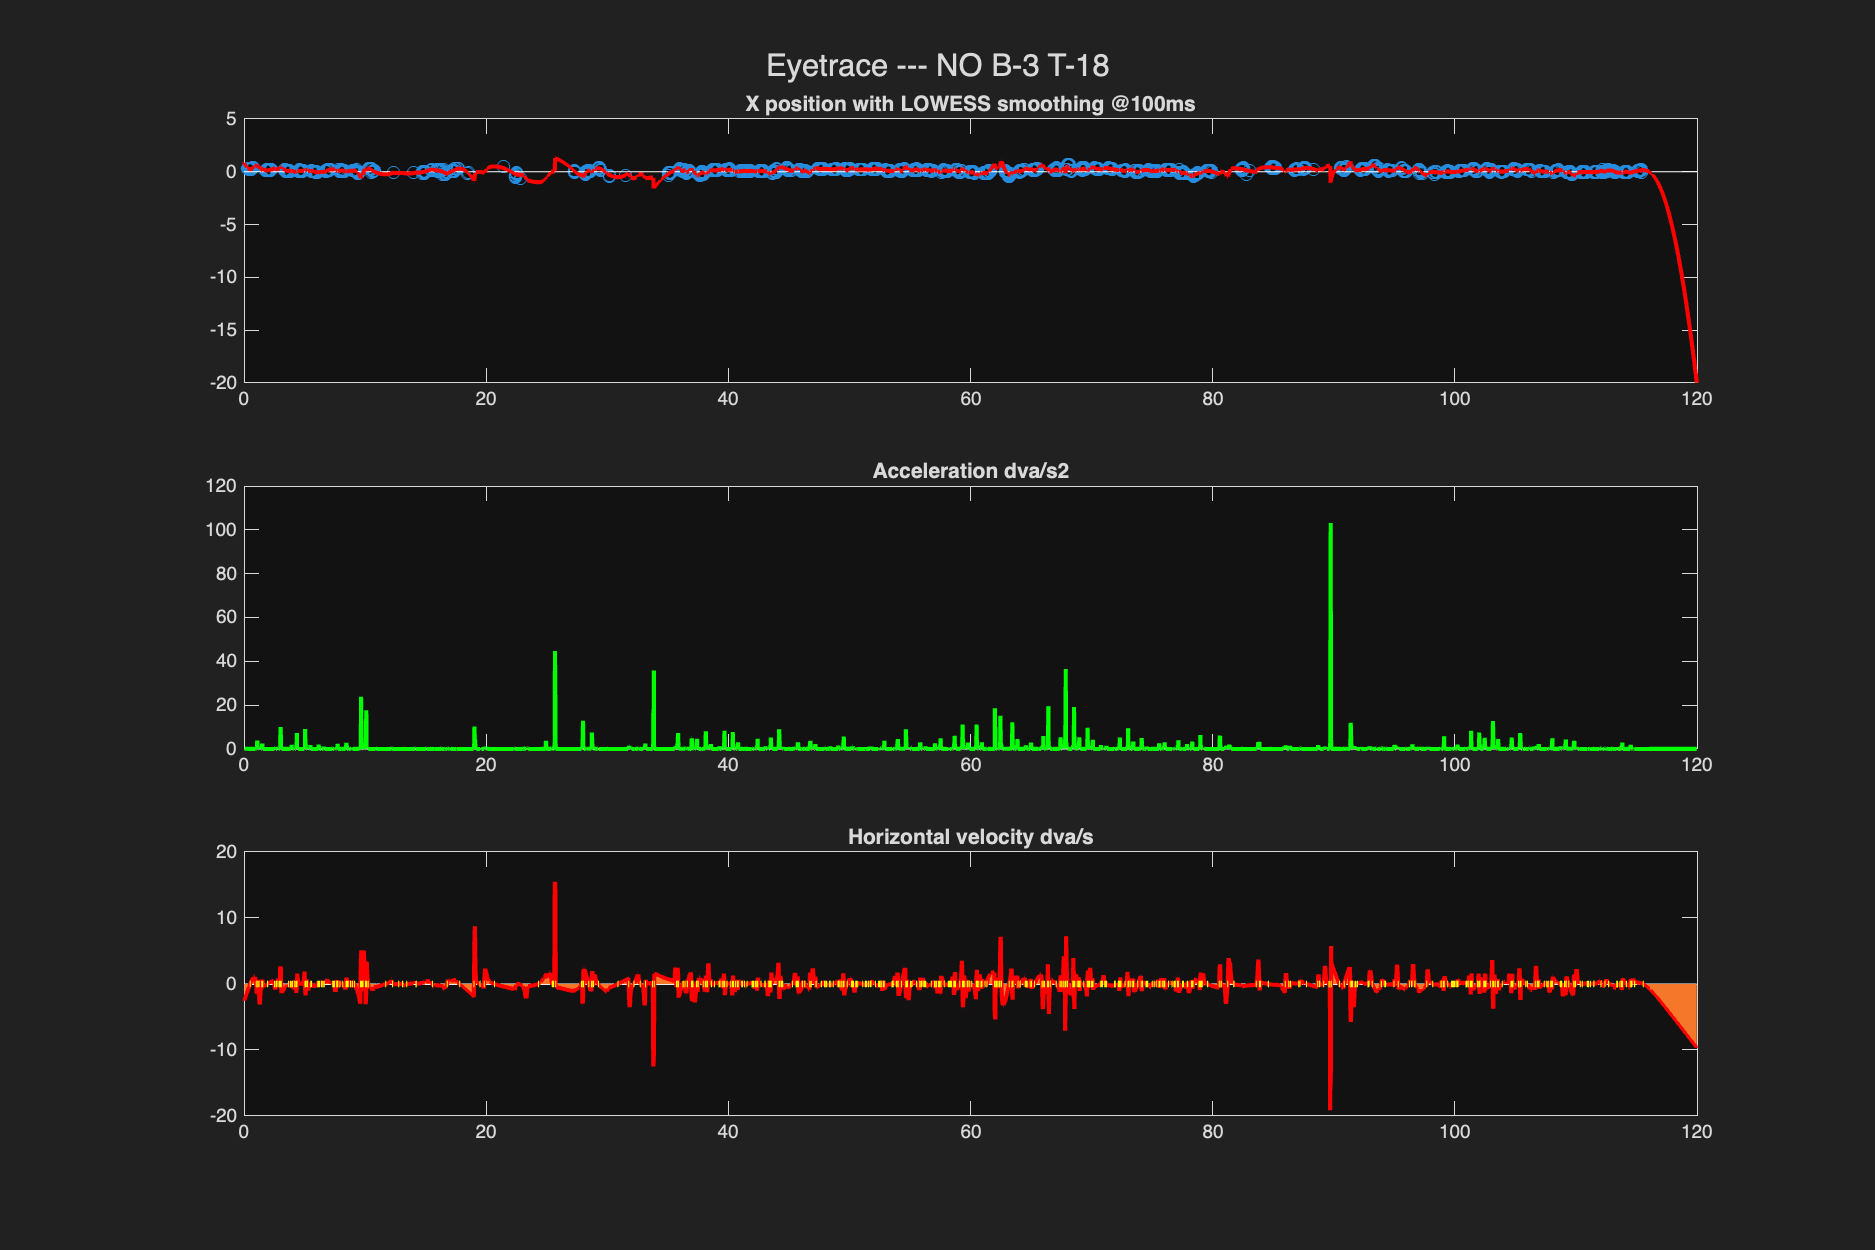 Eyetrace --- NO B-3 T-18
X position with LOWESS smoothing @100ms
5
0
-5
-10
-15
-20
0 20 40 60 80 100 120
Acceleration dva/s2
120
100
80
60
40
20
0
0 20 40 60 80 100 120
Horizontal velocity dva/s
20
10
0
-10
-20
0 20 40 60 80 100 120